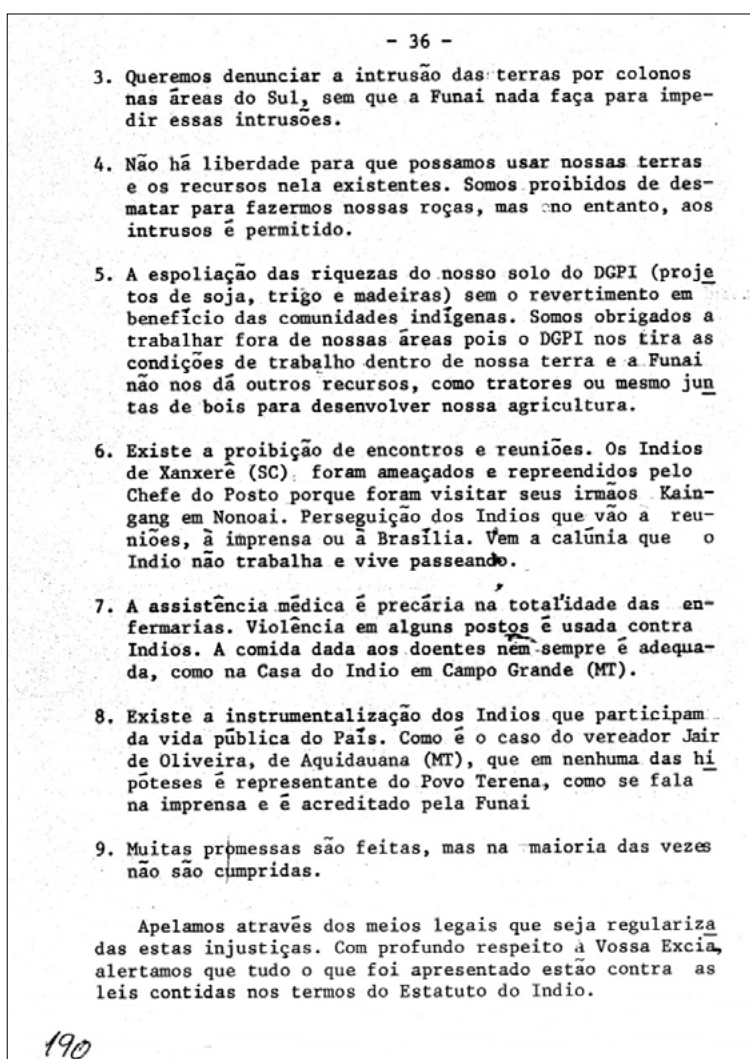 - 36 -
3. Queremos denunciar a intrusão das terras por colonos
nas áreas do Sul, sem que a Funai nada faça para impe-
dir essas intrusões.
4. Não há liberdade para que possamos usar nossas terras
e os recursos nela existentes. Somos proibidos de des-
matar para fazermos nossas roças, mas no entanto, aos
intrusos é permitido.
5. A espoliação das riquezas do nosso solo do DGPI (proje
tos de soja, trigo e madeiras) sem o revertimento em
benefício das comunidades indígenas. Somos obrigados a
trabalhar fora de nossas áreas pois o DGPI nos tira as
condições de trabalho dentro de nossa terra e a Funai
não nos dá outros recursos, como tratores ou mesmo jun
tas de bois para desenvolver nossa agricultura.
6. Existe a proibição de encontros e reuniões. Os Indios
de Xanxerê (SC) foram ameaçados e repreendidos pelo
Chefe do Posto porque foram visitar seus irmãos Kain-
gang em Nonoai. Perseguição dos Indios que vão a reu-
niões, à imprensa ou à Brasília. Vem a calúnia que o
Indio não trabalha e vive passeando.
7. A assistência médica é precária na totalidade das en-
fermarias. Violência em alguns postos é usada contra
Indios. A comida dada aos doentes nem sempre é adequa-
da, como na Casa do Indio em Campo Grande (MT).
8. Existe a instrumentalização dos Indios que participam
da vida pública do País. Como é o caso do vereador Jair
de Oliveira, de Aquidauana (MT), que em nenhuma das hi
póteses é representante do Povo Terena, como se fala
na imprensa e é acreditado pela Funai
9. Muitas promessas são feitas, mas na maioria das vezes
não são cumpridas.
Apelamos através dos meios legais que seja regulariza
das estas injustiças. Com profundo respeito à Vossa Excia,
alertamos que tudo o que foi apresentado estão contra as
leis contidas nos termos do Estatuto do Indio.
190